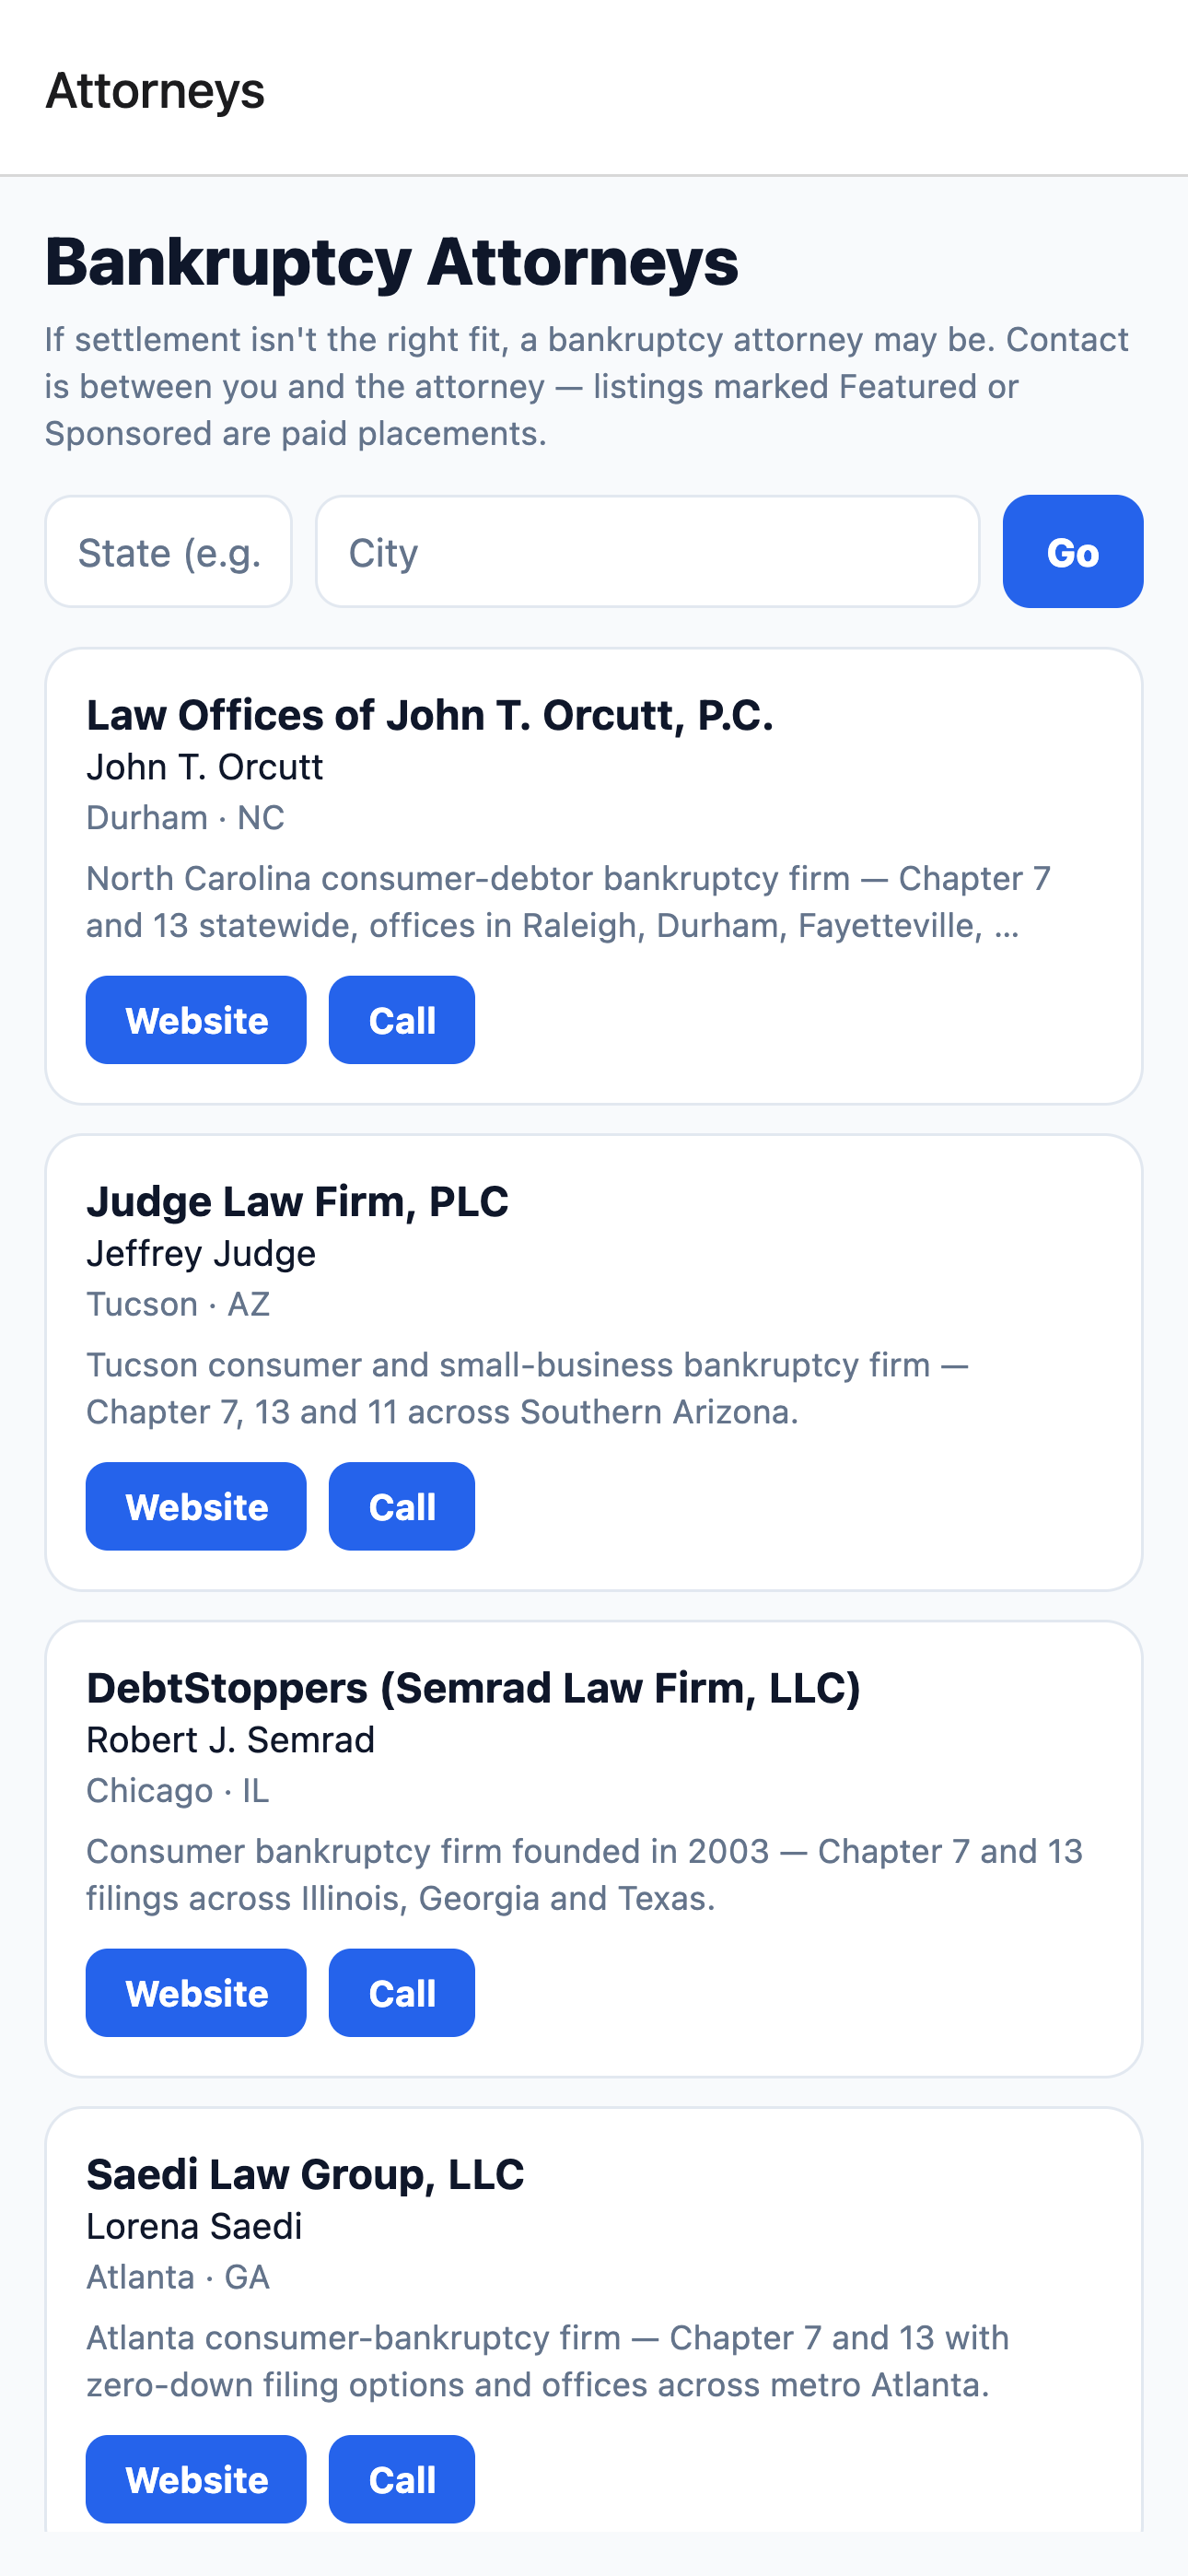 Attorneys
Bankruptcy Attorneys
If settlement isn't the right fit, a bankruptcy attorney may be. Contact
is between you and the attorney — listings marked Featured or
Sponsored are paid placements.
State (e.g. City Go
Law Offices of John T. Orcutt, P.C.
John T. Orcutt
Durham · NC
North Carolina consumer-debtor bankruptcy firm — Chapter 7
and 13 statewide, offices in Raleigh, Durham, Fayetteville, ...
Website Call
Judge Law Firm, PLC
Jeffrey Judge
Tucson · AZ
Tucson consumer and small-business bankruptcy firm —
Chapter 7, 13 and 11 across Southern Arizona.
Website Call
DebtStoppers (Semrad Law Firm, LLC)
Robert J. Semrad
Chicago · IL
Consumer bankruptcy firm founded in 2003 — Chapter 7 and 13
filings across Illinois, Georgia and Texas.
Website Call
Saedi Law Group, LLC
Lorena Saedi
Atlanta · GA
Atlanta consumer-bankruptcy firm — Chapter 7 and 13 with
zero-down filing options and offices across metro Atlanta.
Website Call